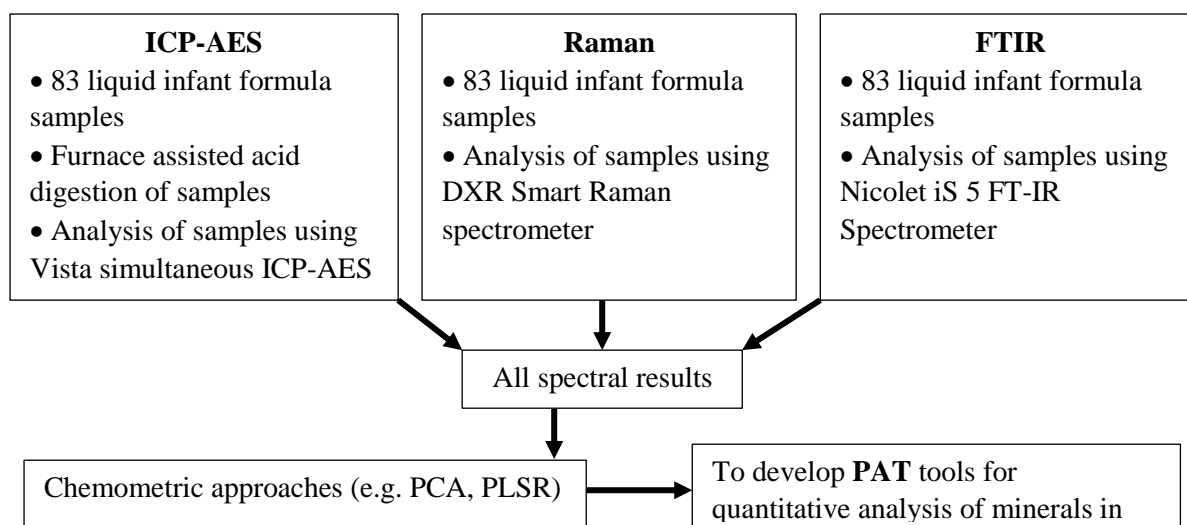 ICP-AES
• 83 liquid infant formula
samples
• Furnace assisted acid
digestion of samples
• Analysis of samples using
Vista simultaneous ICP-AES
Raman
• 83 liquid infant formula
samples
• Analysis of samples using
DXR Smart Raman
spectrometer
FTIR
• 83 liquid infant formula
samples
• Analysis of samples using
Nicolet iS 5 FT-IR
Spectrometer
All spectral results
Chemometric approaches (e.g. PCA, PLSR)
To develop PAT tools for
quantitative analysis of minerals in